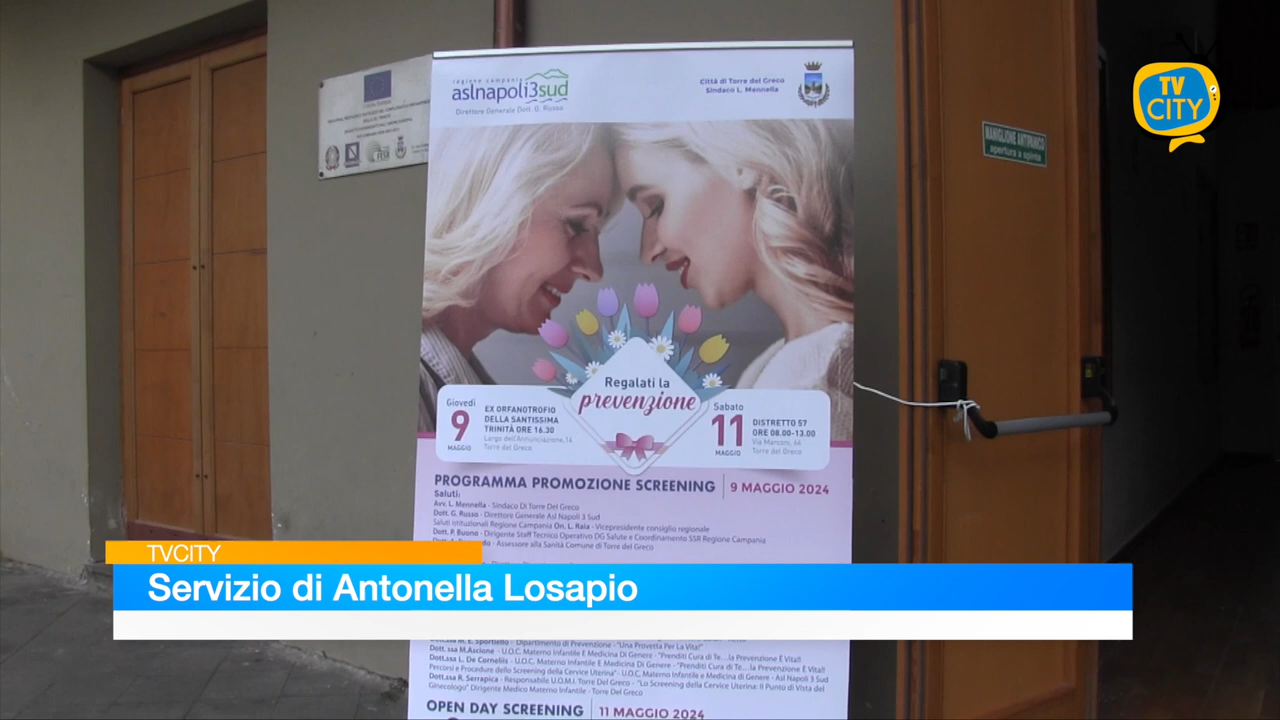 regione campania
aslnapoli3sud
Direttore Generale Dott. G. Russo
Città di Torre del Greco
Sindaco L. Mennella
TV
CITY
MANIGLIONE ANTIPANICO
apertura a spinta
Regalati la
prevenzione
Giovedì
9
MAGGIO
EX ORFANOTROFIO
DELLA SANTISSIMA
TRINITÀ ORE 16.30
Largo dell'Annunciazione,14
Torre del Greco
Sabato
11
MAGGIO
DISTRETTO 57
ORE 08.00-13.00
Via Marconi, 66
Torre del Greco
PROGRAMMA PROMOZIONE SCREENING | 9 MAGGIO 2024
Saluti:
Avv. L. Mennella - Sindaco Di Torre Del Greco
Dott. G. Russo - Direttore Generale Asl Napoli 3 Sud
Saluti istituzionali Regione Campania On. L. Raia - Vicepresidente consiglio regionale
Dott. P. Buono - Dirigente Staff Tecnico Operativo DG Salute e Coordinamento SSR Regione Campania
- Assessore alla Sanità Comune di Torre del Greco
TVCITY
Servizio di Antonella Losapio
Dott.ssa M. E. Sportiello - Dipartimento di Prevenzione - "Una Provetta Per La Vita!"
Dott. ssa M.Ascione - U.O.C. Materno Infantile E Medicina Di Genere - "Prenditi Cura di Te…la Prevenzione È Vita!!
Dott.ssa L. De Corneliis - U.O.C. Materno Infantile E Medicina Di Genere - "Prenditi Cura di Te…la Prevenzione È Vita!!
Percorsi e Procedure dello Screening della Cervice Uterina"- U.O.C, Materno Infantile e Medicina di Genere - Asl Napoli 3 Sud
Dott.ssa R. Serrapica - Responsabile U.O.M.I. Torre Del Greco - "Lo Screening della Cervice Uterina: Il Punto di Vista del
Ginecologo" Dirigente Medico Materno Infantile - Torre Del Greco
OPEN DAY SCREENING | 11 MAGGIO 2024